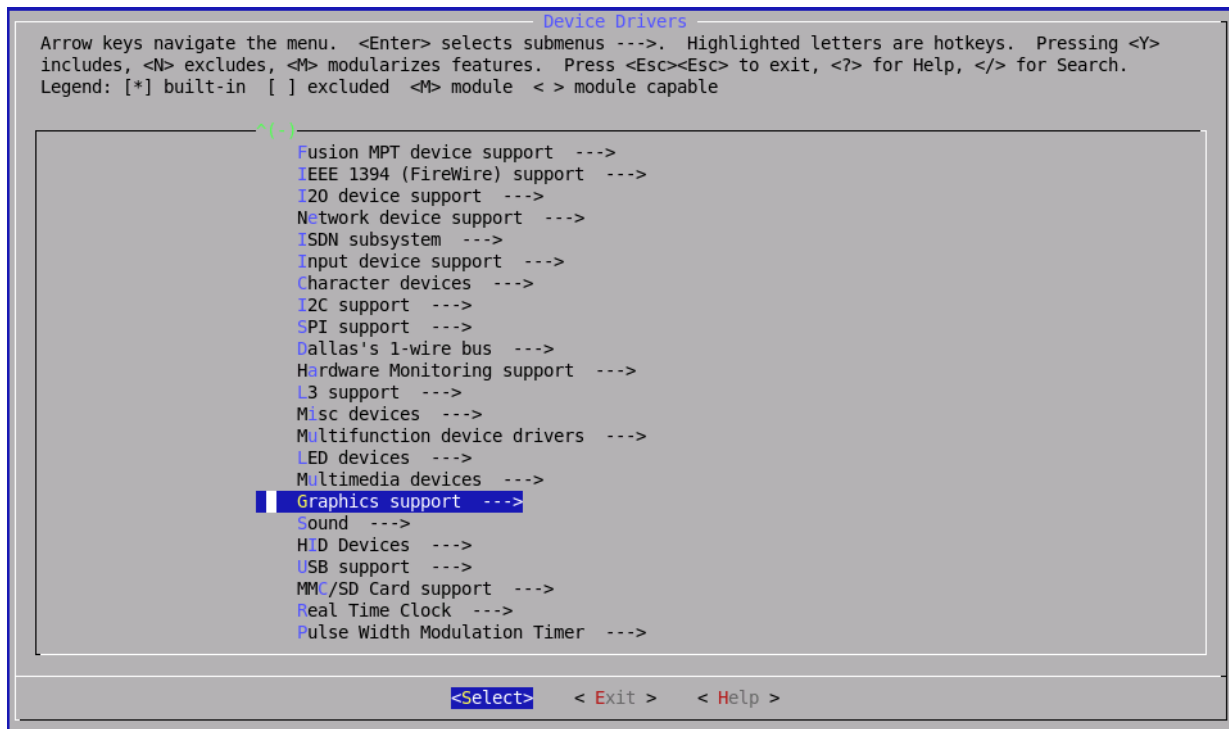 Device Drivers
Arrow keys navigate the menu.  <Enter> selects submenus --->.  Highlighted letters are hotkeys.  Pressing <Y>
includes, <N> excludes, <M> modularizes features.  Press <Esc><Esc> to exit, <?> for Help, </> for Search.
Legend: [*] built-in  [ ] excluded  <M> module  < > module capable
^(-)
Fusion MPT device support  --->
IEEE 1394 (FireWire) support  --->
I2O device support  --->
Network device support  --->
ISDN subsystem  --->
Input device support  --->
Character devices  --->
I2C support  --->
SPI support  --->
Dallas's 1-wire bus  --->
Hardware Monitoring support  --->
L3 support  --->
Misc devices  --->
Multifunction device drivers  --->
LED devices  --->
Multimedia devices  --->
Graphics support  --->
Sound  --->
HID Devices  --->
USB support  --->
MMC/SD Card support  --->
Real Time Clock  --->
Pulse Width Modulation Timer  --->
<Select>    < Exit >    < Help >